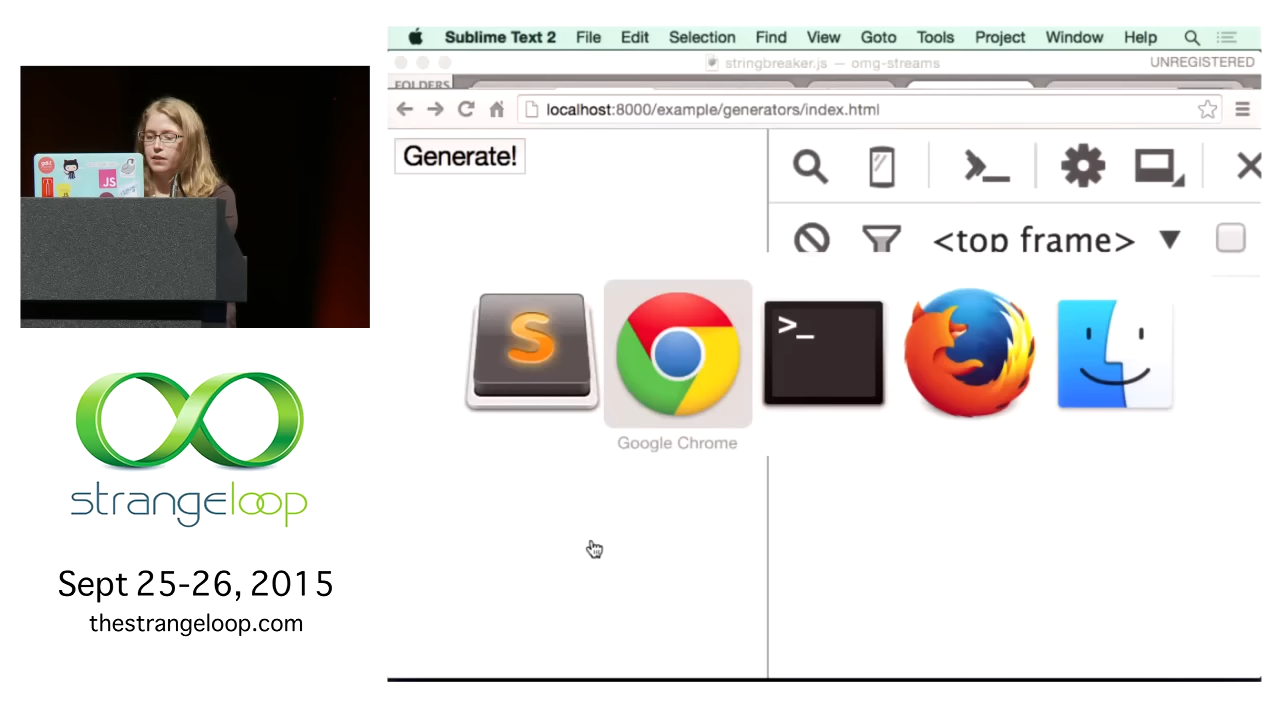 Sublime Text 2 File Edit Selection Find View Goto Tools Project Window Help
stringbreaker.js — omg-streams UNREGISTERED
FOLDERS
localhost:8000/example/generators/index.html
Generate!
<top frame>
JS
S
>_
Google Chrome
strangeloop
Sept 25-26, 2015
thestrangeloop.com